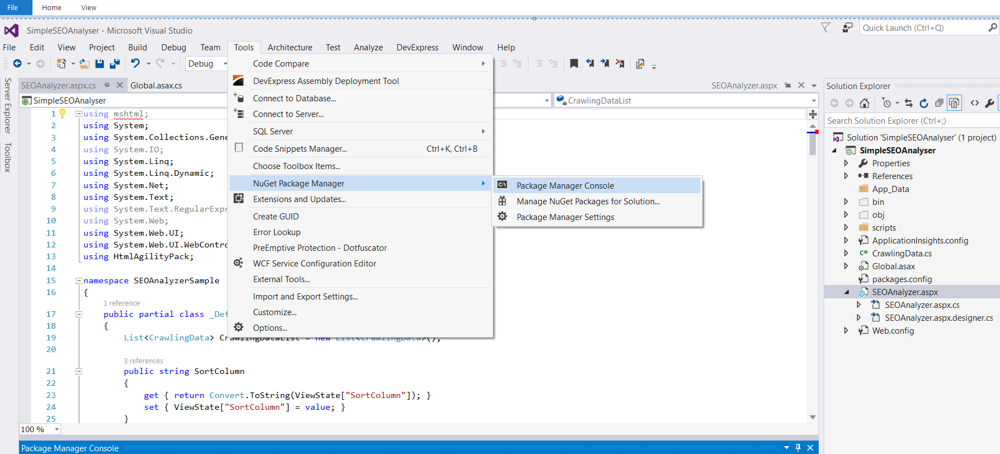 File Home View
SimpleSEOAnalyser - Microsoft Visual Studio
Quick Launch (Ctrl+Q)
File Edit View Project Build Debug Team Tools Architecture Test Analyze DevExpress Window Help
Debug
Server Explorer
Toolbox
SEOAnalyzer.aspx.cs
Global.asax.cs
SEOAnalyzer.aspx
SimpleSEOAnalyser
CrawlingDataList
1 using mshtml;
2 using System;
3 using System.Collections.Gene
4 using System.IO;
5 using System.Linq;
6 using System.Linq.Dynamic;
7 using System.Net;
8 using System.Text;
9 using System.Text.RegularExpr
10 using System.Web;
11 using System.Web.UI;
12 using System.Web.UI.WebContro
13 using HtmlAgilityPack;
14
15 namespace SEOAnalyzerSample
16 {
1 reference
17 public partial class _Def
18 {
19 List<CrawlingData> CrawlingDataList = new List<CrawlingData>();
20
3 references
21 public string SortColumn
22 {
23 get { return Convert.ToString(ViewState["SortColumn"]); }
24 set { ViewState["SortColumn"] = value; }
25 }
100 %
Package Manager Console
Code Compare
DevExpress Assembly Deployment Tool
Connect to Database...
Connect to Server...
SQL Server
Code Snippets Manager... Ctrl+K, Ctrl+B
Choose Toolbox Items...
NuGet Package Manager
Extensions and Updates...
Create GUID
Error Lookup
PreEmptive Protection - Dotfuscator
WCF Service Configuration Editor
External Tools...
Import and Export Settings...
Customize...
Options...
C:\
Package Manager Console
Manage NuGet Packages for Solution...
Package Manager Settings
Solution Explorer
Search Solution Explorer (Ctrl+;)
Solution 'SimpleSEOAnalyser' (1 project)
SimpleSEOAnalyser
Properties
References
App_Data
bin
obj
scripts
ApplicationInsights.config
C# CrawlingData.cs
Global.asax
packages.config
SEOAnalyzer.aspx
SEOAnalyzer.aspx.cs
SEOAnalyzer.aspx.designer.cs
Web.config